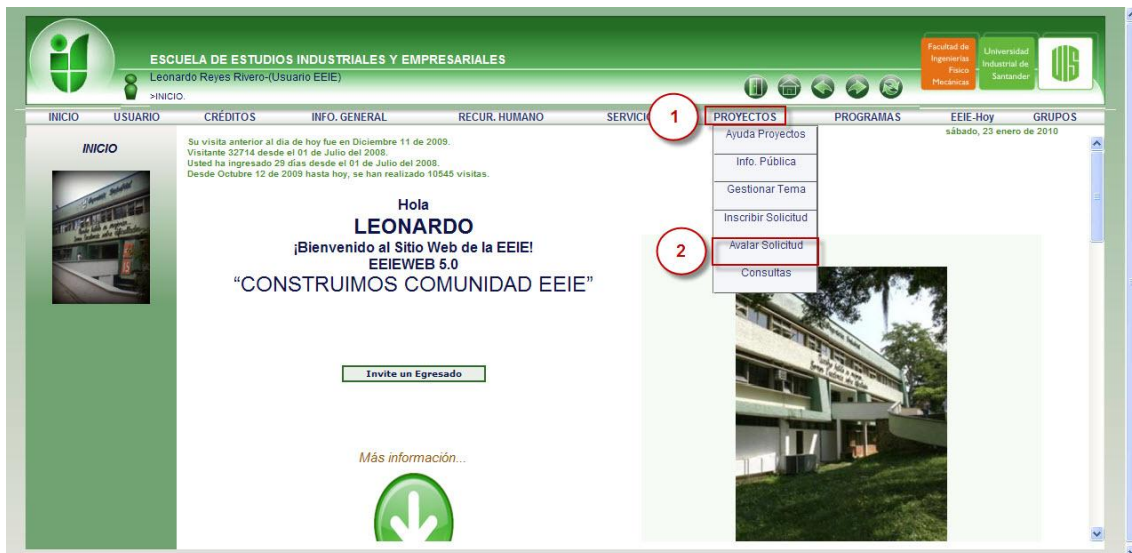 ESCUELA DE ESTUDIOS INDUSTRIALES Y EMPRESARIALES
Leonardo Reyes Rivero-(Usuario EEIE)
>INICIO.
Facultad de
Ingenierías
Físico
Mecánicas
Universidad
Industrial de
Santander
UIS
INICIO USUARIO CRÉDITOS INFO. GENERAL RECUR. HUMANO SERVICIO 1 PROYECTOS PROGRAMAS EEIE-Hoy GRUPOS
sábado, 23 enero de 2010
INICIO
Su visita anterior al dia de hoy fue en Diciembre 11 de 2009.
Visitante 32714 desde el 01 de Julio del 2008.
Usted ha ingresado 29 días desde el 01 de Julio del 2008.
Desde Octubre 12 de 2009 hasta hoy, se han realizado 10545 visitas.
Hola
LEONARDO
¡Bienvenido al Sitio Web de la EEIE!
EEIEWEB 5.0
“CONSTRUIMOS COMUNIDAD EEIE”
Invite un Egresado
Más información...
Ayuda Proyectos
Info. Pública
Gestionar Tema
Inscribir Solicitud
2 Avalar Solicitud
Consultas